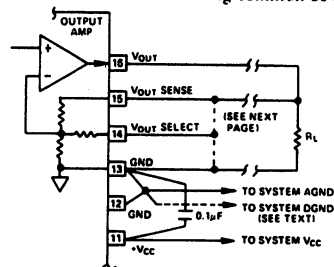 OUTPUT
AMP
+
−
16
VOUT
15
VOUT SENSE
14
VOUT SELECT
(SEE NEXT
PAGE)
RL
13
GND
12
GND
0.1µF
TO SYSTEM AGND
TO SYSTEM DGND
(SEE TEXT)
11
+VCC
TO SYSTEM VCC